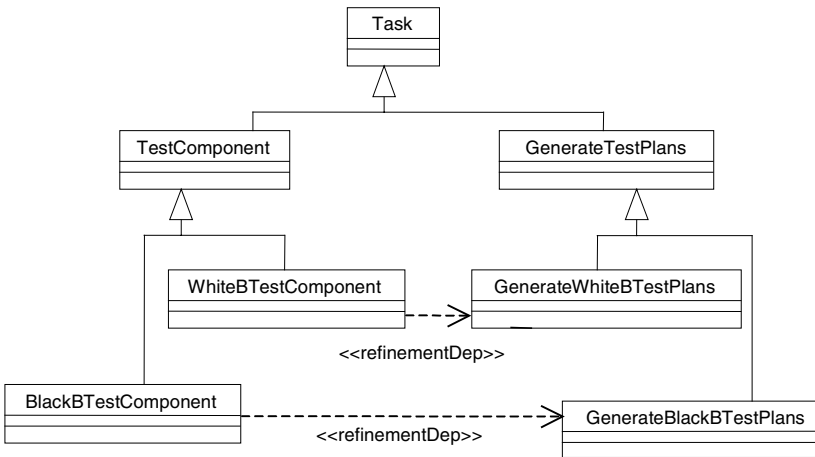 Task
TestComponent
GenerateTestPlans
WhiteBTestComponent
GenerateWhiteBTestPlans
<<refinementDep>>
BlackBTestComponent
GenerateBlackBTestPlans
<<refinementDep>>